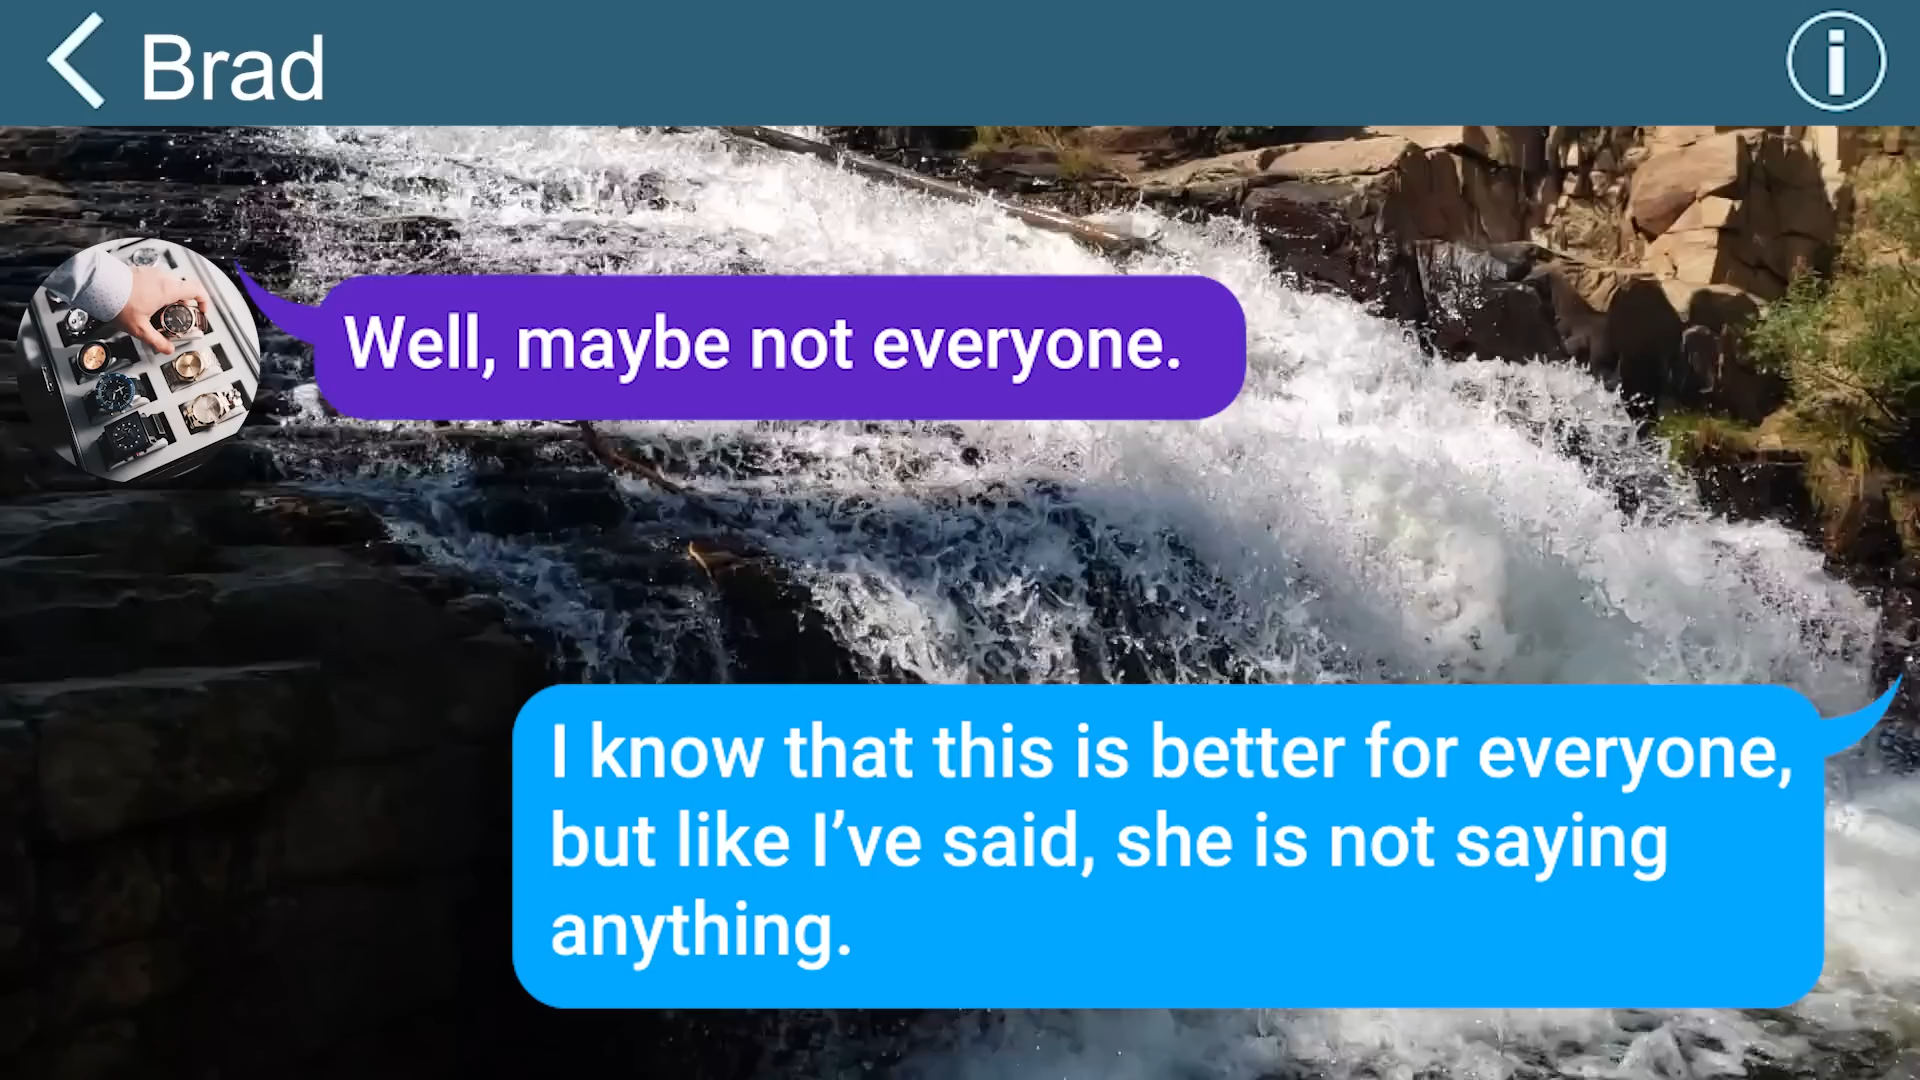 Brad
Well, maybe not everyone.
I know that this is better for everyone,
but like I’ve said, she is not saying
anything.